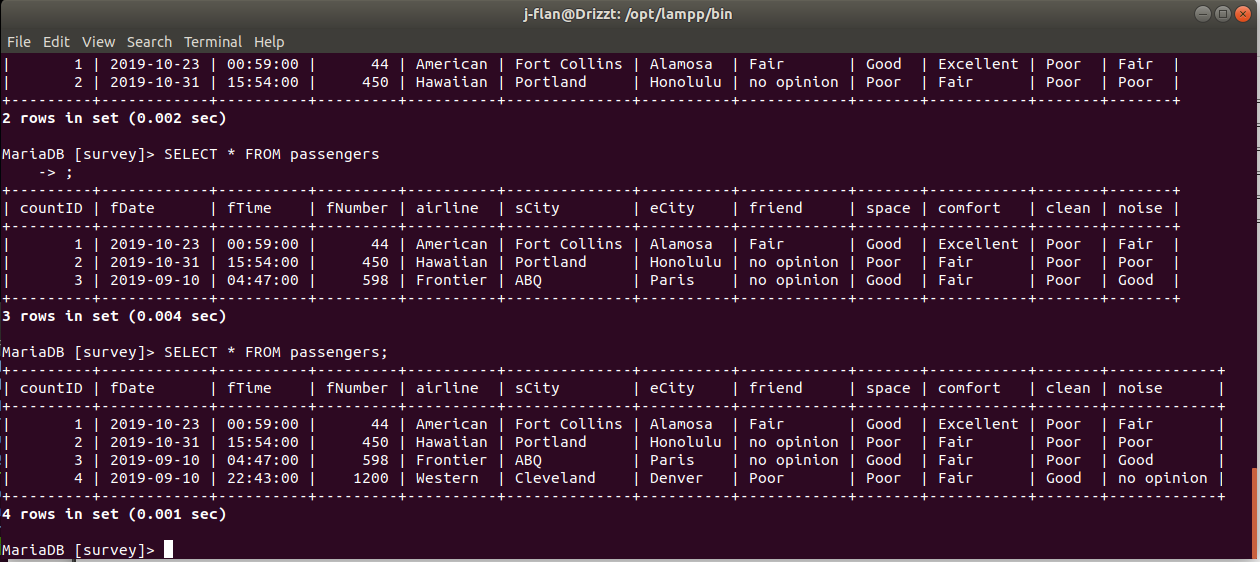 j-flan@Drizzt: /opt/lampp/bin
File Edit View Search Terminal Help
|       1 | 2019-10-23 | 00:59:00 |      44 | American | Fort Collins | Alamosa  | Fair       | Good  | Excellent | Poor  | Fair  |
|       2 | 2019-10-31 | 15:54:00 |     450 | Hawaiian | Portland     | Honolulu | no opinion | Poor  | Fair      | Poor  | Poor  |
+---------+------------+----------+---------+----------+--------------+----------+------------+-------+-----------+-------+-------+
2 rows in set (0.002 sec)
MariaDB [survey]> SELECT * FROM passengers
    -> ;
+---------+------------+----------+---------+----------+--------------+----------+------------+-------+-----------+-------+-------+
| countID | fDate      | fTime    | fNumber | airline  | sCity        | eCity    | friend     | space | comfort   | clean | noise |
+---------+------------+----------+---------+----------+--------------+----------+------------+-------+-----------+-------+-------+
|       1 | 2019-10-23 | 00:59:00 |      44 | American | Fort Collins | Alamosa  | Fair       | Good  | Excellent | Poor  | Fair  |
|       2 | 2019-10-31 | 15:54:00 |     450 | Hawaiian | Portland     | Honolulu | no opinion | Poor  | Fair      | Poor  | Poor  |
|       3 | 2019-09-10 | 04:47:00 |     598 | Frontier | ABQ          | Paris    | no opinion | Good  | Fair      | Poor  | Good  |
+---------+------------+----------+---------+----------+--------------+----------+------------+-------+-----------+-------+-------+
3 rows in set (0.004 sec)
MariaDB [survey]> SELECT * FROM passengers;
+---------+------------+----------+---------+----------+--------------+----------+------------+-------+-----------+-------+------------+
| countID | fDate      | fTime    | fNumber | airline  | sCity        | eCity    | friend     | space | comfort   | clean | noise      |
+---------+------------+----------+---------+----------+--------------+----------+------------+-------+-----------+-------+------------+
|       1 | 2019-10-23 | 00:59:00 |      44 | American | Fort Collins | Alamosa  | Fair       | Good  | Excellent | Poor  | Fair       |
|       2 | 2019-10-31 | 15:54:00 |     450 | Hawaiian | Portland     | Honolulu | no opinion | Poor  | Fair      | Poor  | Poor       |
|       3 | 2019-09-10 | 04:47:00 |     598 | Frontier | ABQ          | Paris    | no opinion | Good  | Fair      | Poor  | Good       |
|       4 | 2019-09-10 | 22:43:00 |    1200 | Western  | Cleveland    | Denver   | Poor       | Poor  | Fair      | Good  | no opinion |
+---------+------------+----------+---------+----------+--------------+----------+------------+-------+-----------+-------+------------+
4 rows in set (0.001 sec)
MariaDB [survey]>